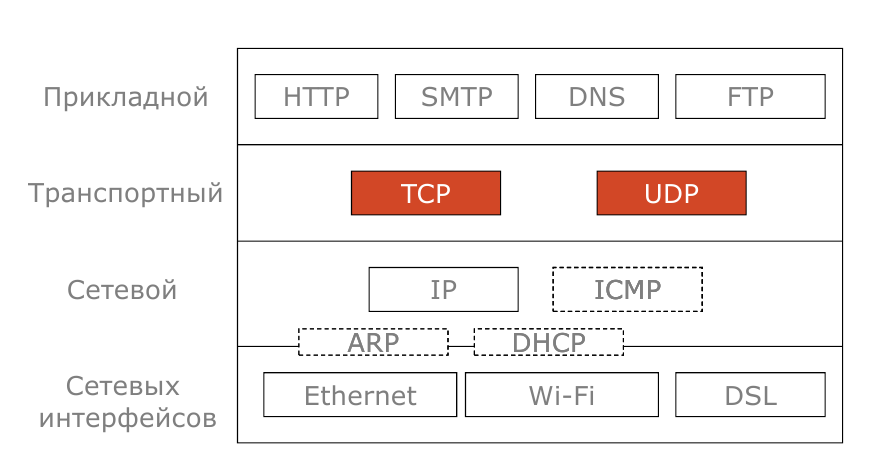 Прикладной
HTTP SMTP DNS FTP
Транспортный
TCP UDP
Сетевой
IP ICMP
ARP DHCP
Сетевых
интерфейсов
Ethernet Wi-Fi DSL